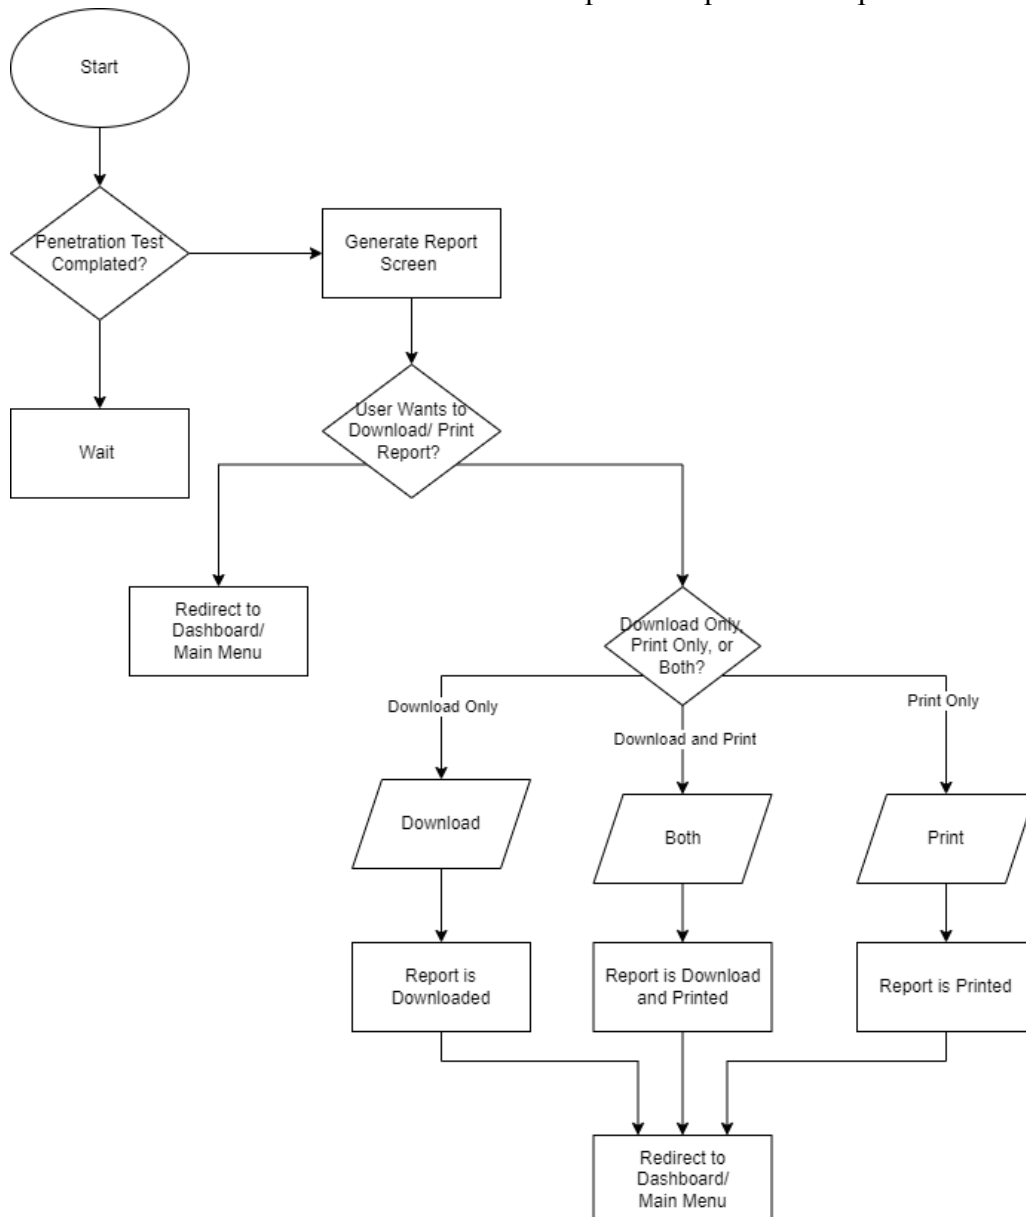 Start
Penetration Test
Complated?
Generate Report
Screen
Wait
User Wants to
Download/ Print
Report?
Redirect to
Dashboard/
Main Menu
Download Only,
Print Only, or
Both?
Download Only
Download and Print
Print Only
Download
Both
Print
Report is
Downloaded
Report is Download
and Printed
Report is Printed
Redirect to
Dashboard/
Main Menu